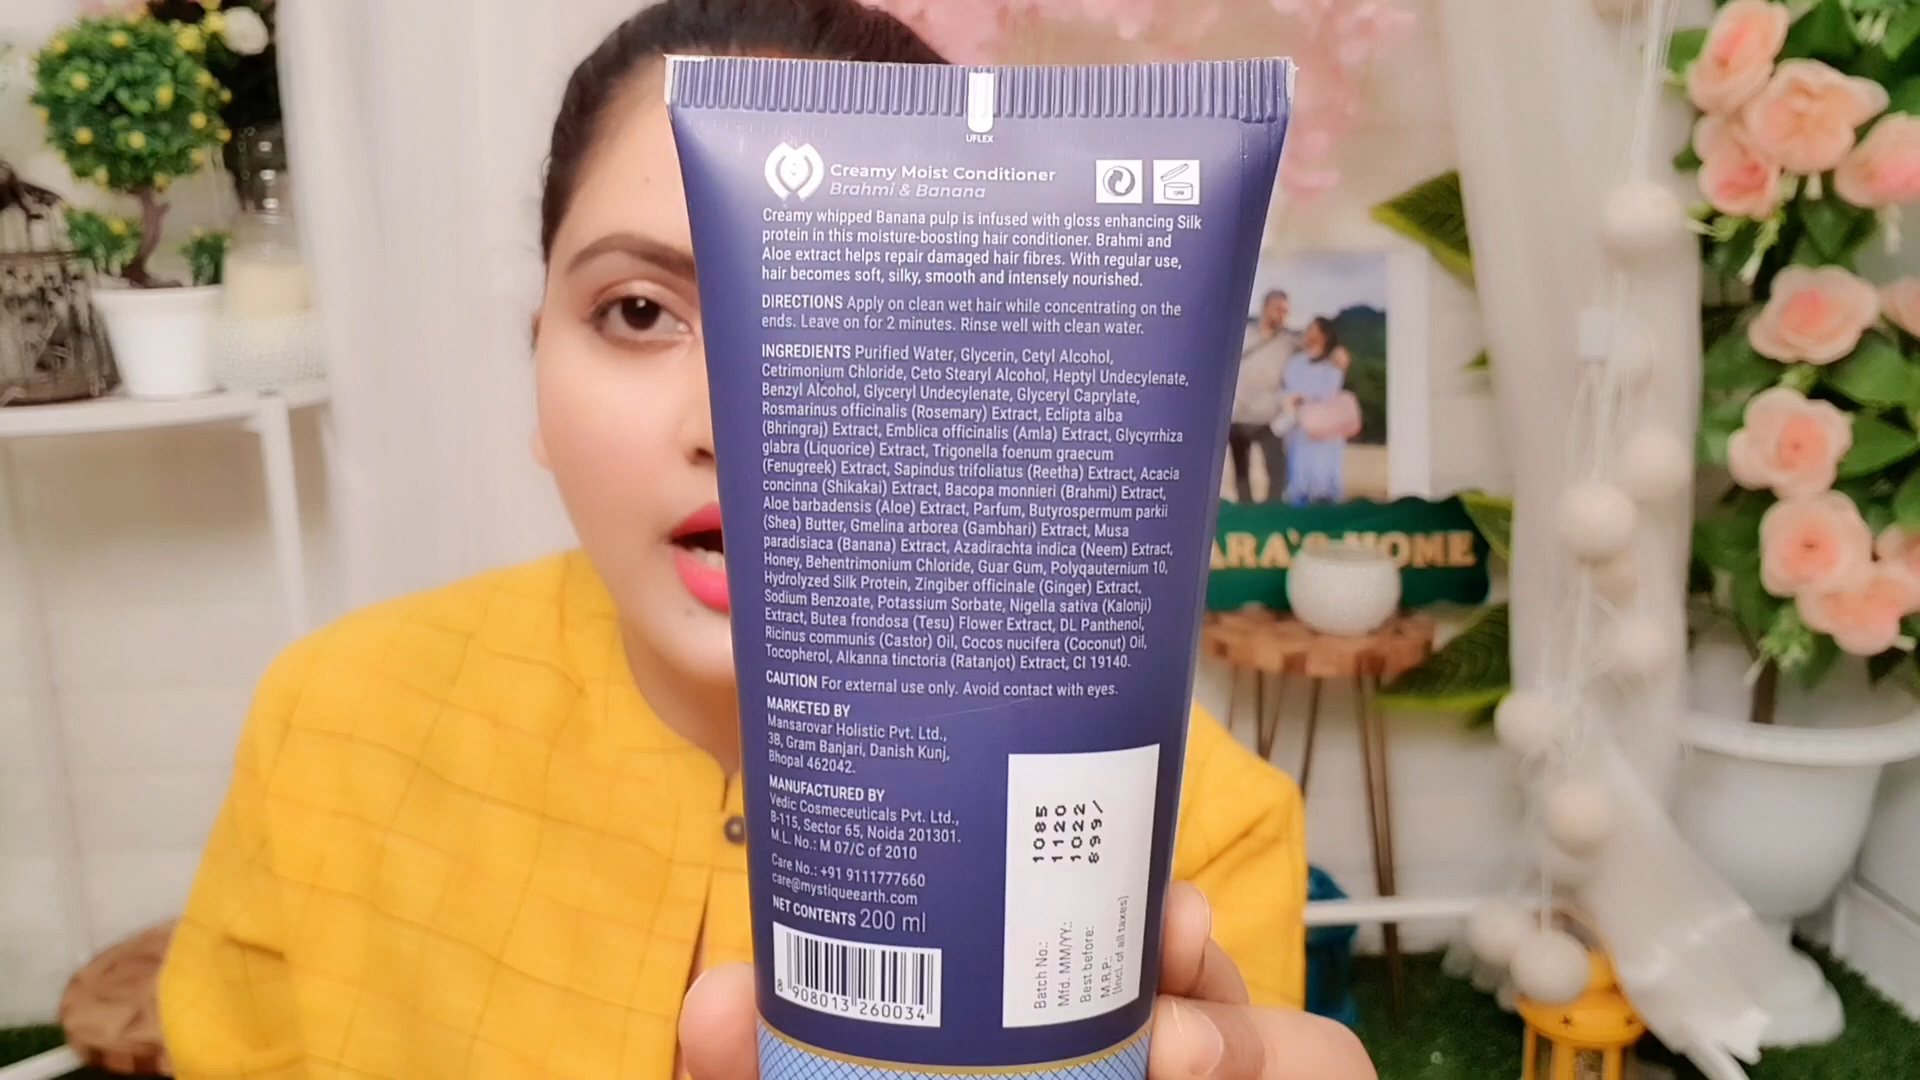 UFLEX
Creamy Moist Conditioner
Brahmi & Banana
Creamy whipped Banana pulp is infused with gloss enhancing Silk
protein in this moisture-boosting hair conditioner. Brahmi and
Aloe extract helps repair damaged hair fibres. With regular use,
hair becomes soft, silky, smooth and intensely nourished.
DIRECTIONS Apply on clean wet hair while concentrating on the
ends. Leave on for 2 minutes. Rinse well with clean water.
INGREDIENTS Purified Water, Glycerin, Cetyl Alcohol,
Cetrimonium Chloride, Ceto Stearyl Alcohol, Heptyl Undecylenate,
Benzyl Alcohol, Glyceryl Undecylenate, Glyceryl Caprylate,
Rosmarinus officinalis (Rosemary) Extract, Eclipta alba
(Bhringraj) Extract, Emblica officinalis (Amla) Extract, Glycyrrhiza
glabra (Liquorice) Extract, Trigonella foenum graecum
(Fenugreek) Extract, Sapindus trifoliatus (Reetha) Extract, Acacia
concinna (Shikakai) Extract, Bacopa monnieri (Brahmi) Extract,
Aloe barbadensis (Aloe) Extract, Parfum, Butyrospermum parkii
(Shea) Butter, Gmelina arborea (Gambhari) Extract, Musa
paradisiaca (Banana) Extract, Azadirachta indica (Neem) Extract,
Honey, Behentrimonium Chloride, Guar Gum, Polyqauternium 10,
Hydrolyzed Silk Protein, Zingiber officinale (Ginger) Extract,
Sodium Benzoate, Potassium Sorbate, Nigella sativa (Kalonji)
Extract, Butea frondosa (Tesu) Flower Extract, DL Panthenol,
Ricinus communis (Castor) Oil, Cocos nucifera (Coconut) Oil,
Tocopherol, Alkanna tinctoria (Ratanjot) Extract, CI 19140.
CAUTION For external use only. Avoid contact with eyes.
MARKETED BY
Mansarovar Holistic Pvt. Ltd.,
3B, Gram Banjari, Danish Kunj,
Bhopal 462042.
MANUFACTURED BY
Vedic Cosmeceuticals Pvt. Ltd.,
B-115, Sector 65, Noida 201301.
M.L. No.: M 07/C of 2010
Care No.: +91 9111777660
care@mystiqueearth.com
NET CONTENTS 200 ml
8 908013 260034
Batch No.: 1085
Mfd. MM/YY.: 1120
Best before: 1022
M.R.P.: 899/
(Incl. of all taxes)
ARA'S HOME